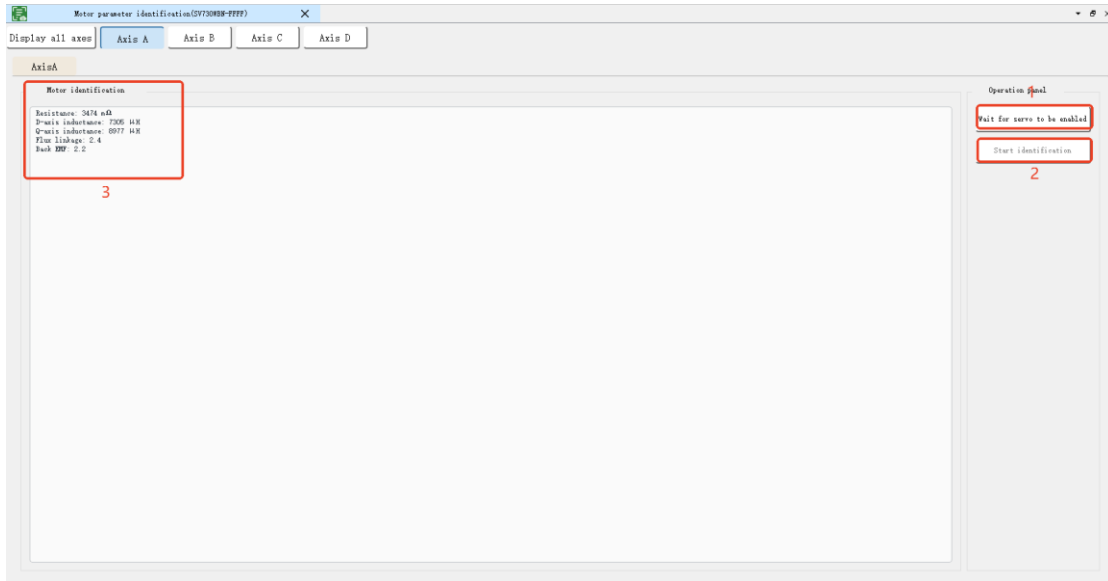 Motor parameter identification(SV730WBN-FFFF)
Display all axes Axis A Axis B Axis C Axis D
AxisA
Motor identification
Resistance: 3474 mΩ
D-axis inductance: 7305 μH
Q-axis inductance: 8977 μH
Flux linkage: 2.4
Back EMF: 2.2
3
Operation panel
1
Wait for servo to be enabled
Start identification
2